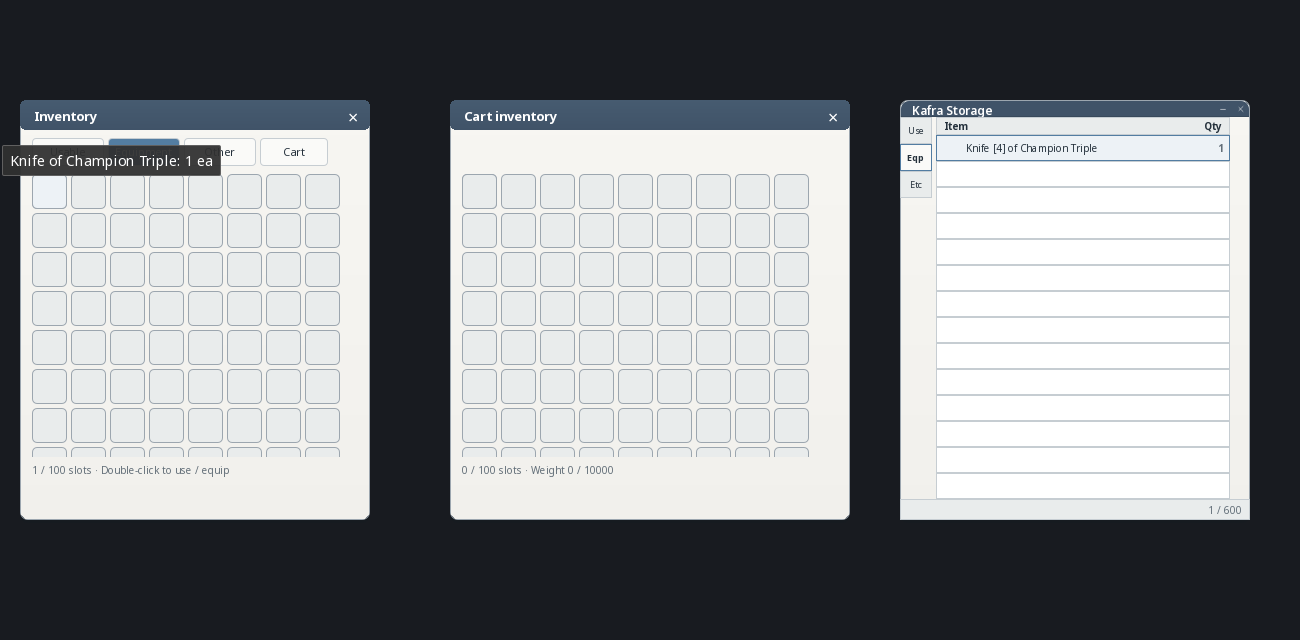 Inventory
×
Cart
Knife of Champion Triple: 1 ea
1 / 100 slots · Double-click to use / equip
Cart inventory
×
0 / 100 slots · Weight 0 / 10000
Kafra Storage
– ×
Item Qty
Use
Eqp
Etc
Knife [4] of Champion Triple 1
1 / 600